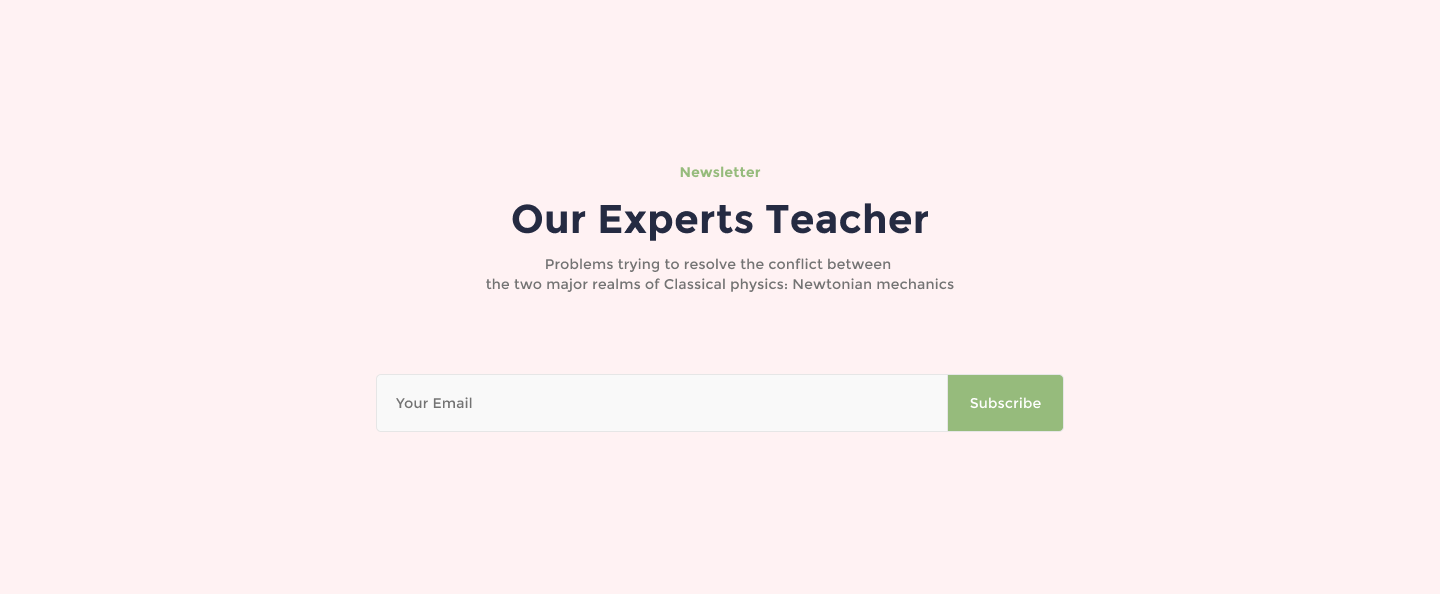 Newsletter
Our Experts Teacher
Problems trying to resolve the conflict between
the two major realms of Classical physics: Newtonian mechanics
Your Email
Subscribe